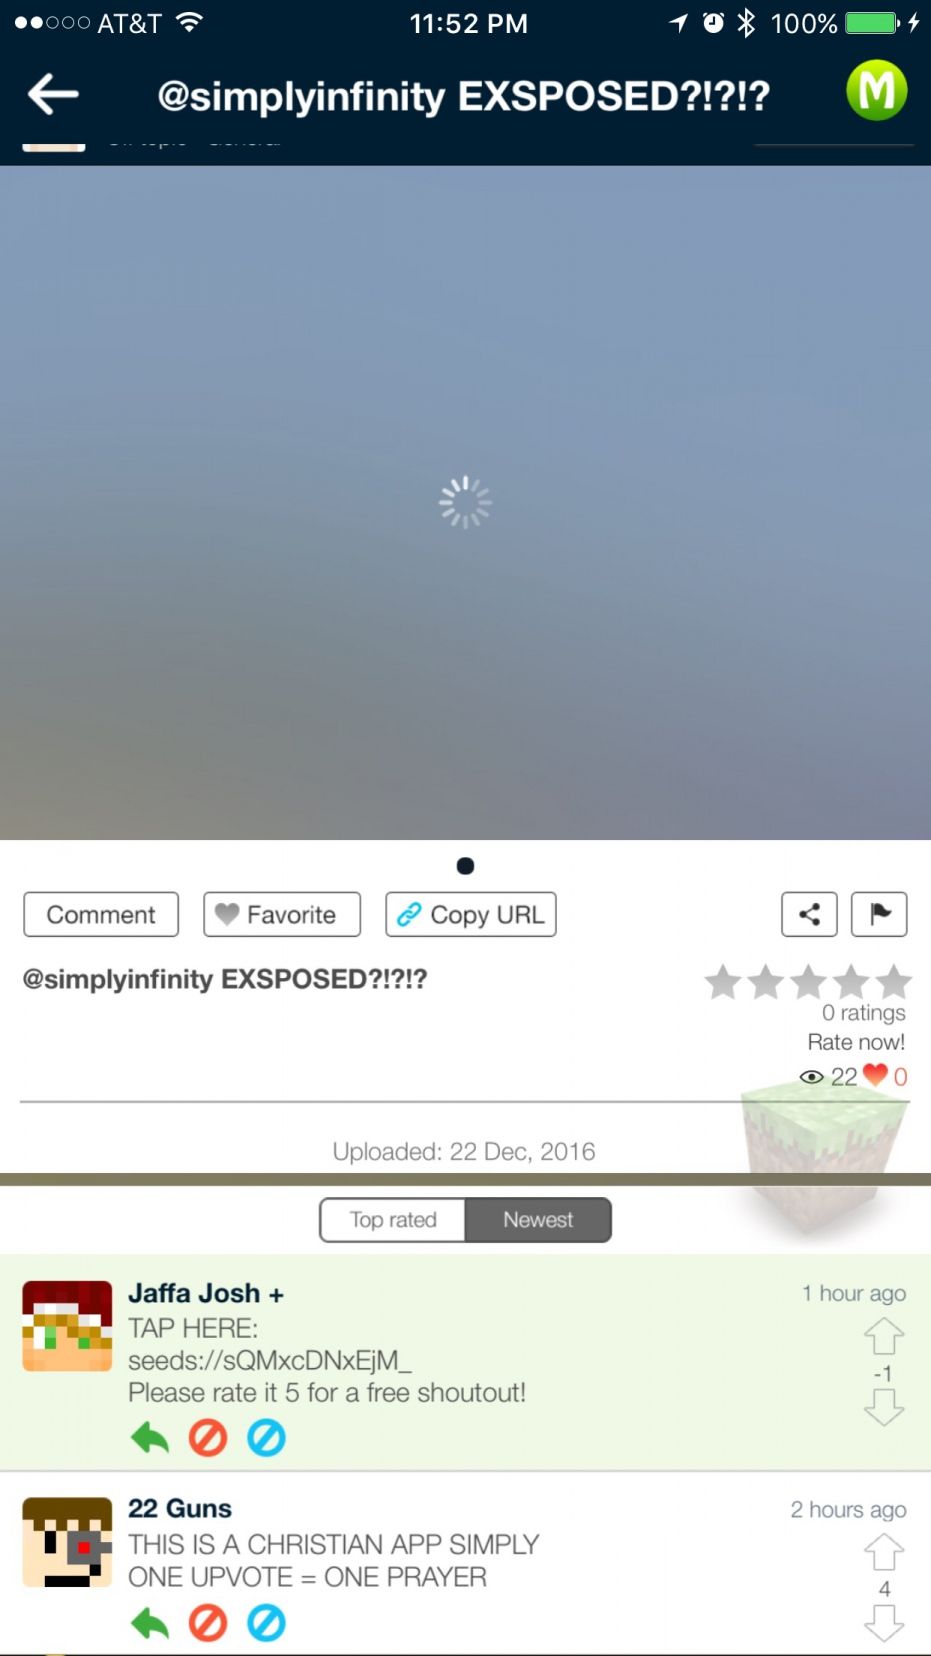 AT&T 11:52 PM 100%
@simplyinfinity EXSPOSED?!?!? M
Comment Favorite Copy URL
@simplyinfinity EXSPOSED?!?!?
0 ratings
Rate now!
22 0
Uploaded: 22 Dec, 2016
Top rated Newest
Jaffa Josh + 1 hour ago
TAP HERE:
seeds://sQMxcDNxEjM_
Please rate it 5 for a free shoutout!
-1
22 Guns 2 hours ago
THIS IS A CHRISTIAN APP SIMPLY
ONE UPVOTE = ONE PRAYER
4